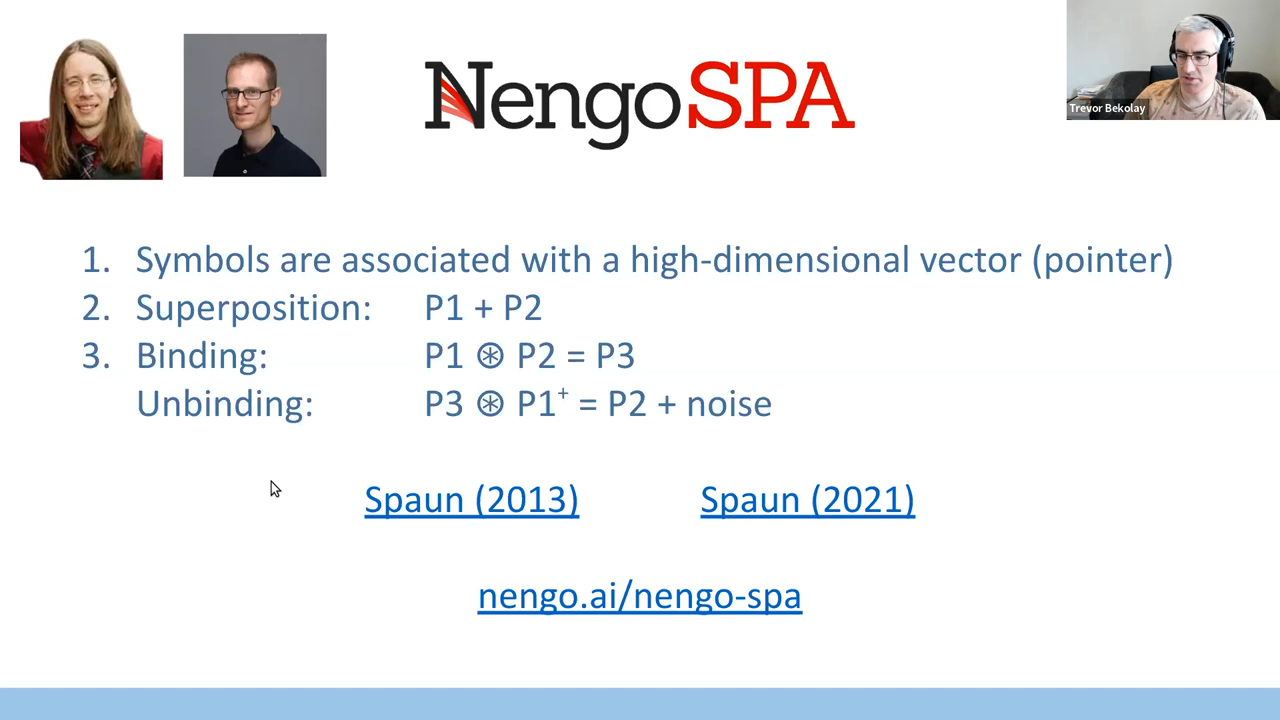 NengoSPA
Trevor Bekolay
1. Symbols are associated with a high-dimensional vector (pointer)
2. Superposition: P1 + P2
3. Binding: P1 ⊛ P2 = P3
Unbinding: P3 ⊛ P1⁺ = P2 + noise
Spaun (2013) Spaun (2021)
nengo.ai/nengo-spa